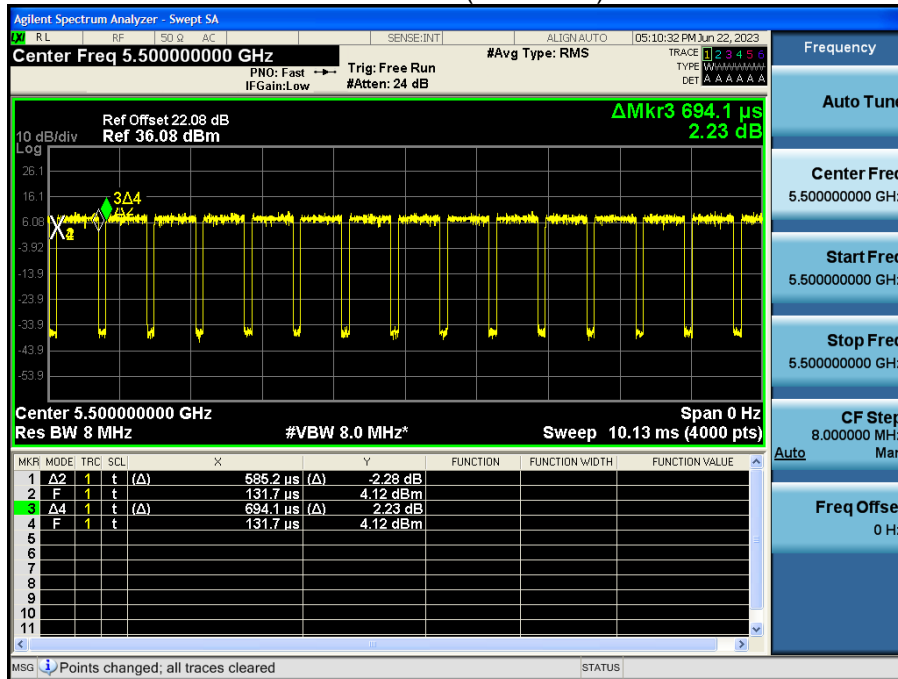 Agilent Spectrum Analyzer - Swept SA
LXI RL RF 50 Ω AC SENSE:INT ALIGN AUTO 05:10:32 PM Jun 22, 2023
Center Freq 5.500000000 GHz
PNO: Fast
IFGain:Low
Trig: Free Run
#Atten: 24 dB
#Avg Type: RMS
TRACE 1 2 3 4 5 6
TYPE W
DET A A A A A A
Frequency
Auto Tune
Center Freq
5.500000000 GHz
Start Freq
5.500000000 GHz
Stop Freq
5.500000000 GHz
CF Step
8.000000 MHz
Auto Man
Freq Offset
0 Hz
ΔMkr3 694.1 µs
2.23 dB
Ref Offset 22.08 dB
10 dB/div Ref 36.08 dBm
Log
26.1
16.1
6.08
-3.92
-13.9
-23.9
-33.9
-43.9
-53.9
3Δ4
X 2
Center 5.500000000 GHz Span 0 Hz
Res BW 8 MHz #VBW 8.0 MHz* Sweep 10.13 ms (4000 pts)
MKR MODE TRC SCL X Y FUNCTION FUNCTION WIDTH FUNCTION VALUE
1 Δ2 1 t (Δ) 585.2 µs (Δ) -2.28 dB
2 F 1 t 131.7 µs 4.12 dBm
3 Δ4 1 t (Δ) 694.1 µs (Δ) 2.23 dB
4 F 1 t 131.7 µs 4.12 dBm
5
6
7
8
9
10
11
MSG Points changed; all traces cleared STATUS